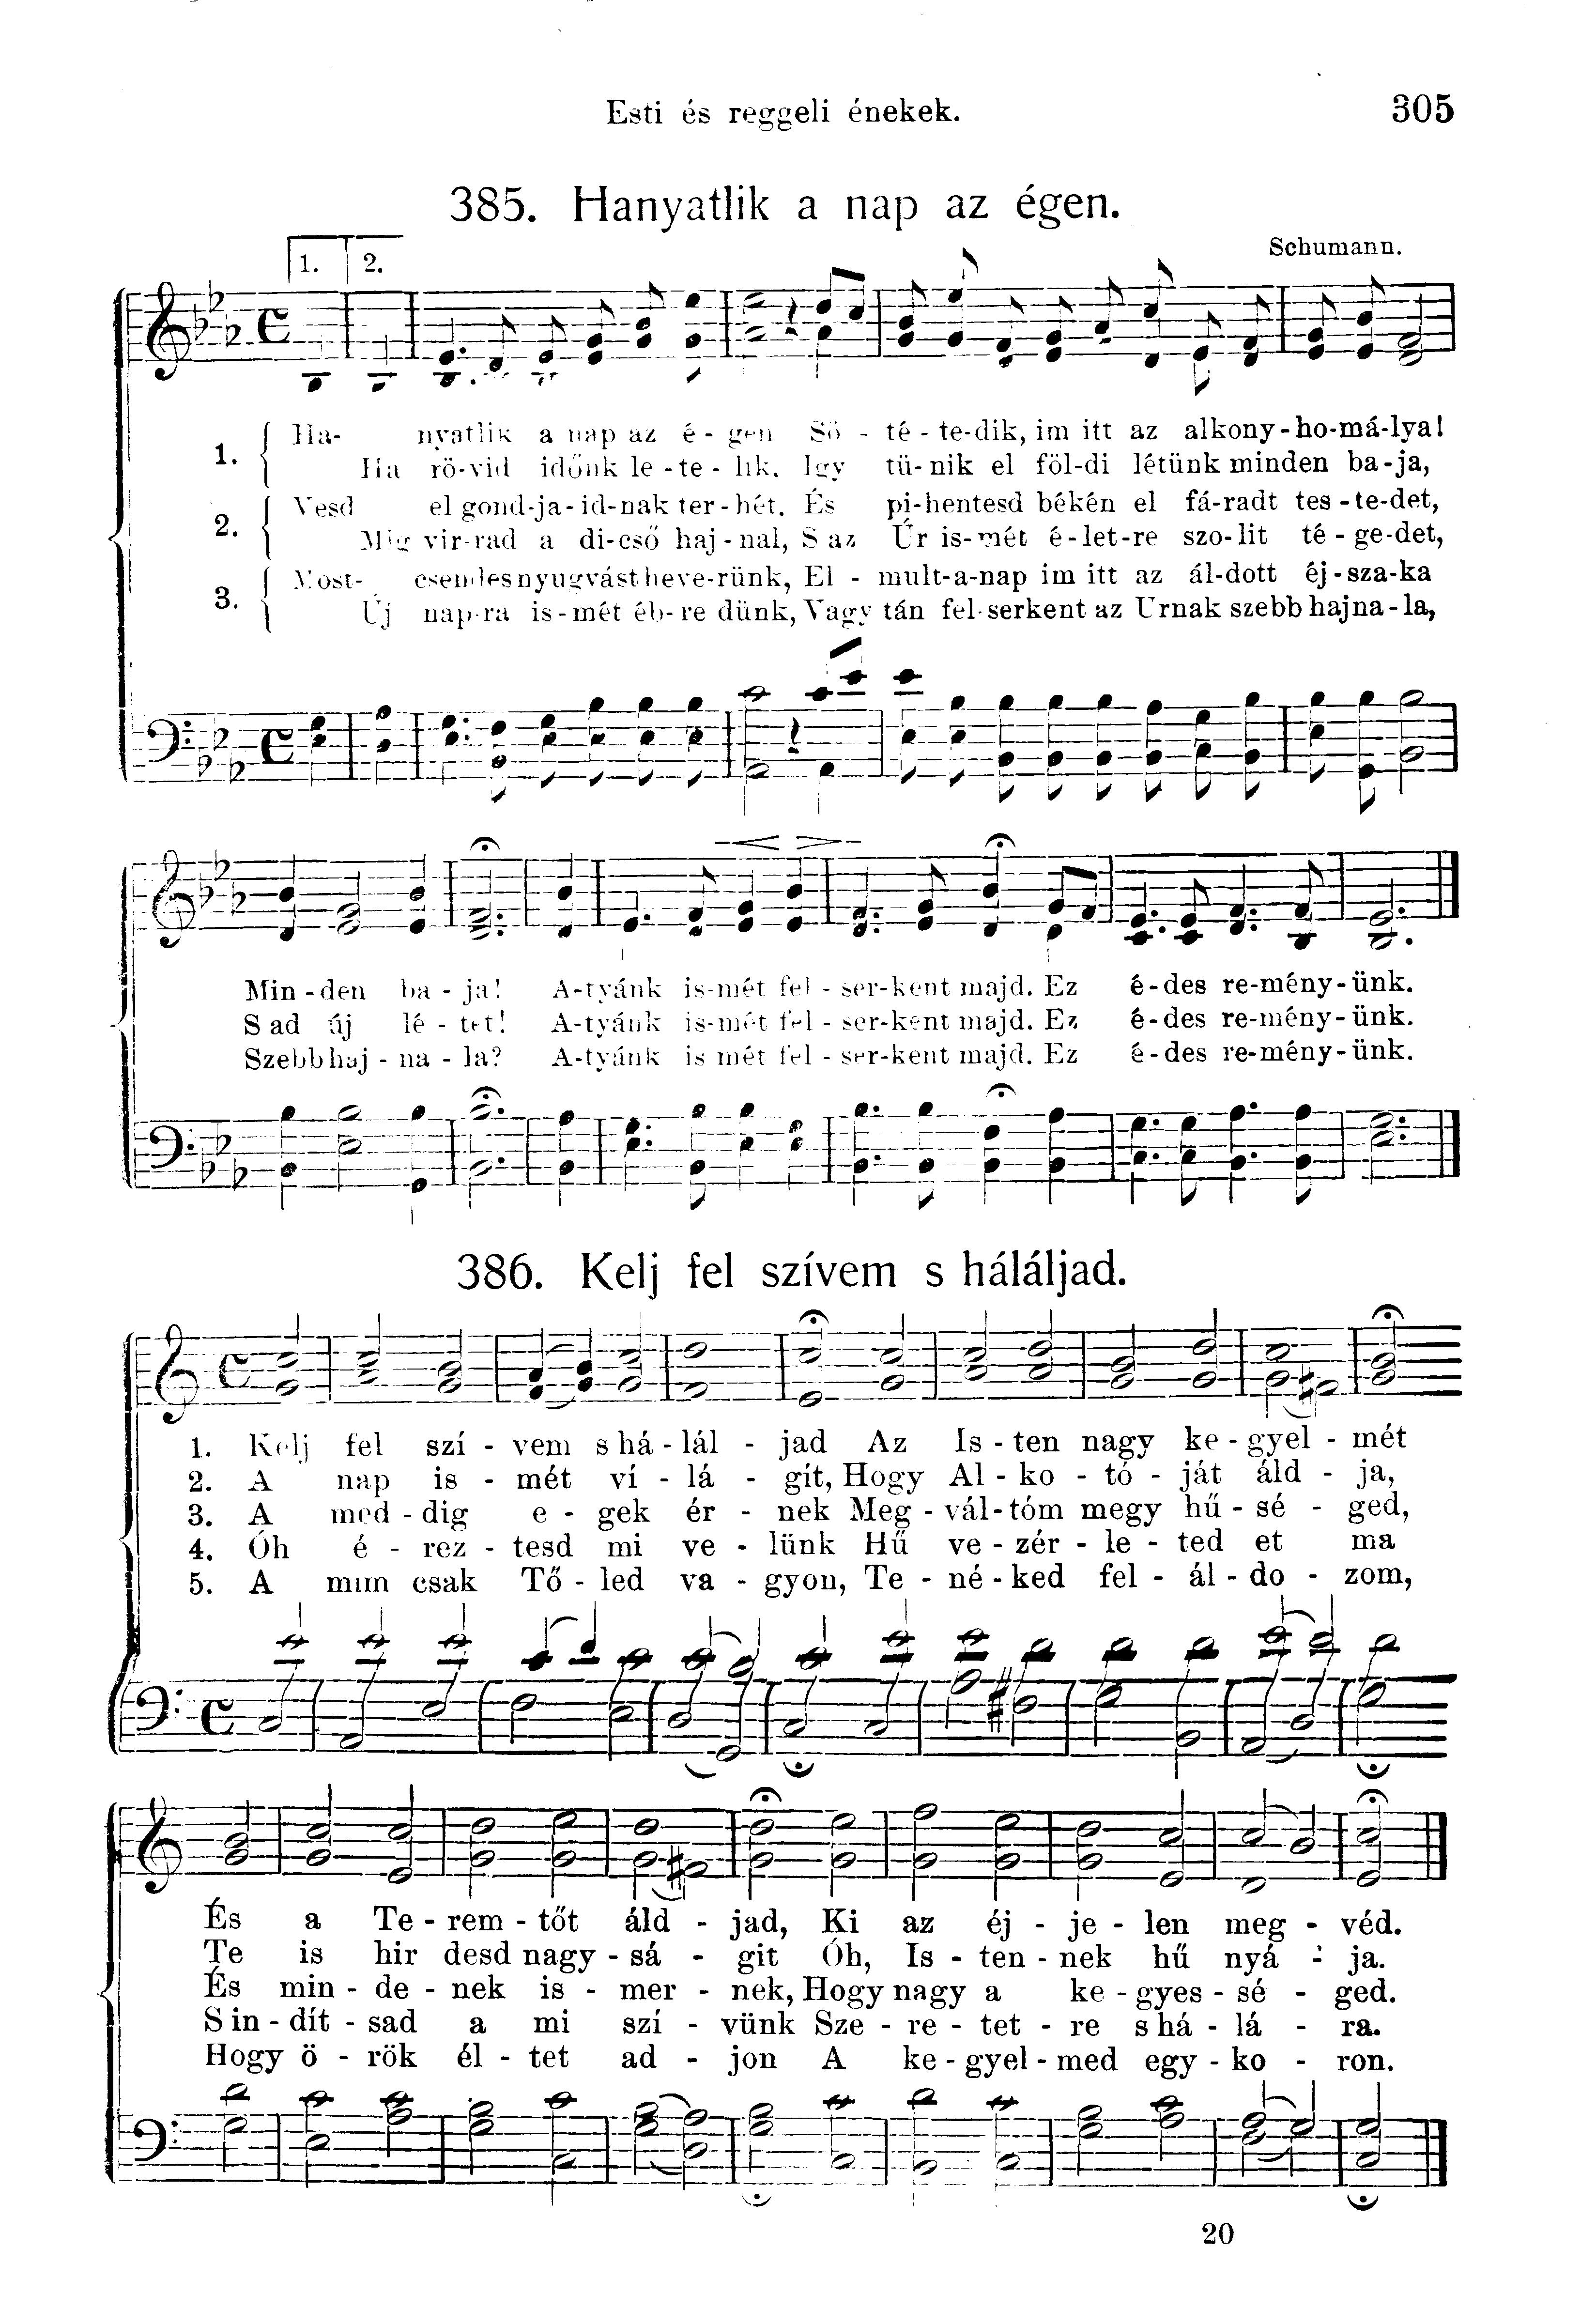 Esti és reggeli énekek. 305
385. Hanyatlik a nap az égen.
Schumann.
1. 2.
1. Ha- nyatlik a nap az é - gen Sö - té - te-dik, im itt az alkony-ho-má-lya!
Ha rö-vid időnk le - te - lik. Igy tü- nik el föl-di létünk minden ba-ja,
2. Vesd el gond-ja-id-nak ter-hét. És pi-hentesd békén el fá-radt tes-te-det,
Mig vir-rad a di-cső haj-nal, S az Úr is-mét é-let-re szo-lit té-ge-det,
3. Most- csendes nyugvást heve-rünk, El - mult-a-nap im itt az ál-dott éj-sza-ka
Új nap-ra is-mét éb-re dünk, Vagy tán fel-serkent az Urnak szebb hajna-la,
Min-den ba - ja! A-tyánk is-mét fel - ser-kent majd. Ez é-des re-mény-ünk.
S ad új lé - tet! A-tyánk is-mét fel - ser-kent majd. Ez é-des re-mény-ünk.
Szebb haj - na - la? A-tyánk is mét fel - ser-kent majd. Ez é-des re-mény-ünk.
386. Kelj fel szívem s háláljad.
1. Kelj fel szí - vem s há - lál - jad Az Is - ten nagy ke - gyel - mét
2. A nap is - mét ví - lá - gít, Hogy Al - ko - tó - ját áld - ja,
3. A med - dig e - gek ér - nek Meg - vál-tóm megy hű - sé - ged,
4. Óh é - rez - tesd mi ve - lünk Hű ve - zér - le - ted et ma
5. A mim csak Tő - led va - gyon, Te - né - ked fel - ál - do - zom,
És a Te - rem - tőt áld - jad, Ki az éj - je - len meg - véd.
Te is hir desd nagy - sá - git Óh, Is - ten - nek hű nyá - ja.
És min - de - nek is - mer - nek, Hogy nagy a ke - gyes - sé - ged.
S in - dít - sad a mi szí - vünk Sze - re - tet - re s há - lá - ra.
Hogy ö - rök él - tet ad - jon A ke - gyel - med egy - ko - ron.
20